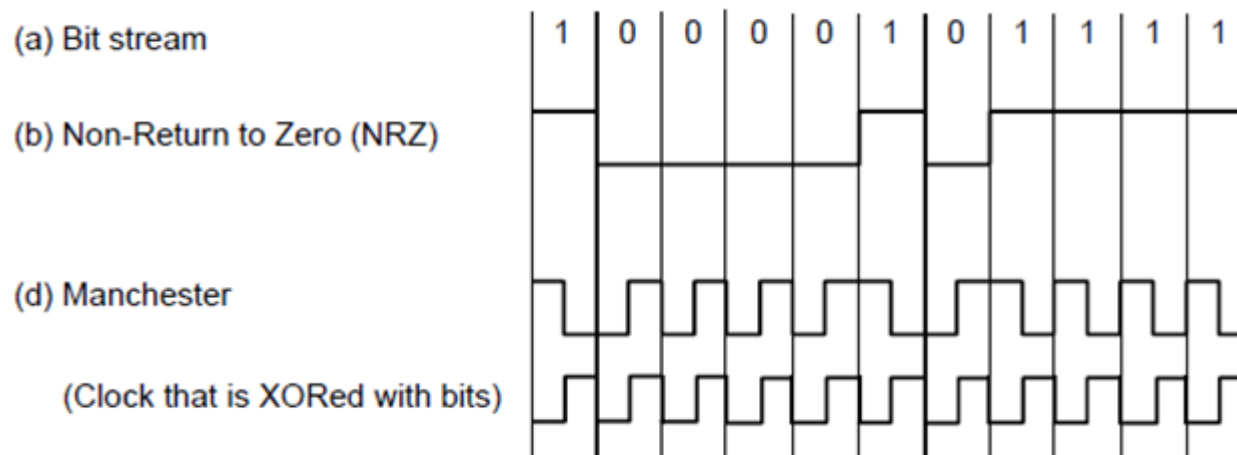 (a) Bit stream 1 0 0 0 0 1 0 1 1 1 1
(b) Non-Return to Zero (NRZ)
(d) Manchester
(Clock that is XORed with bits)